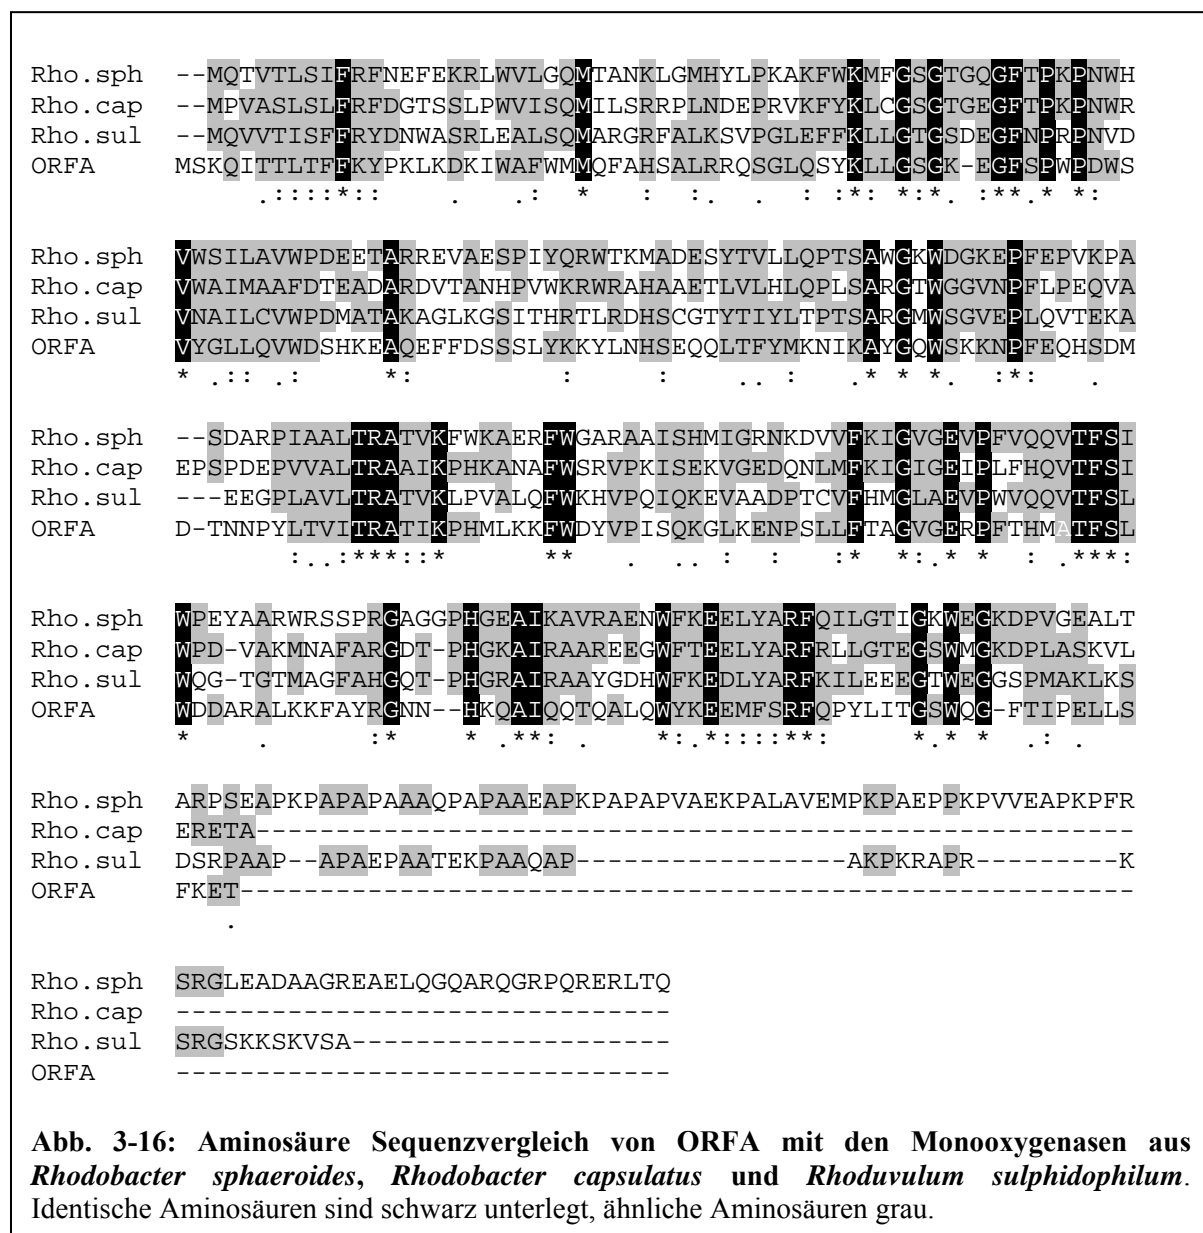 Rho.sph --MQTVTLSIFRFNEFEKRLWVLGQMTANKLGMHYLPKAKFWKMFGSGTGQGFTPKPNWH
Rho.cap --MPVASLSLFRFDGTSSLPWVISQMILSRRPLNDEPRVKFYKLCGSGTGEGFTPKPNWR
Rho.sul --MQVVTISFFRYDNWASRLEALSQMARGRFALKSVPGLEFFKLLGTGSDEGFNPRPNVD
ORFA MSKQITTLTFFKYPKLKDKIWAFWMMQFAHSALRRQSGLQSYKLLGSGK-EGFSPWPDWS
.::::*:: . .: * : :. . : :*: *:*. :** * *:
Rho.sph VWSILAVWPDEETARREVAESPIYQRWTKMADESYTVLLQPTSAWGKWDGKEPFEPVKPA
Rho.cap VWAIMAAFDTEADARDVTANHPVWKRWRAHAAETLVLHLQPLSARGTWGGVNPFLPEQVA
Rho.sul VNAILCVWPDMATAKAGLKGSITHRTLRDHSCGTYTIYLTPTSARGMWSGVEPLQVTEKA
ORFA VYGLLQVWDSHKEAQEFFDSSSLYKKYLNHSEQQLTFYMKNIKAYGQWSKKNPFEQHSDM
* .:: .: *: : : .. : .* * *. :*: .
Rho.sph --SDARPIAALTRATVKFWKAERFWGARAAISHMIGRNKDVVFKIGVGEVPFVQQVTFSI
Rho.cap EPSPDEPVVALTRAAIKPHKANAFWSRVPKISEKVGEDQNLMFKIGIGEIPLFHQVTFSI
Rho.sul ---EEGPLAVLTRATVKLPVALQFWKHVPQIQKEVAADPTCVFHMGLAEVPWVQQVTFSL
ORFA D-TNNPYLTVITRATIKPHMLKKFWDYVPISQKGLKENPSLLFTAGVGERPFTHMATFSL
:..:***::* ** . .. : : :* *:.* * : .***:
Rho.sph WPEYAARWRSSPRGAGGPHGEAIKAVRAENWFKEELYARFQILGTIGKWEGKDPVGEALT
Rho.cap WPD-VAKMNAFARGDT-PHGKAIRAAREEGWFTEELYARFRLLGTEGSWMGKDPLASKVL
Rho.sul WQG-TGTMAGFAHGQT-PHGRAIRAAYGDHWFKEDLYARFKILEEEGTWEGGSPMAKLKS
ORFA WDDARALKKFAYRGNN--HKQAIQQTQALQWYKEEMFSRFQPYLITGSWQG-FTIPELLS
* . :* * .**: . *:.*::::**: *.* * .: .
Rho.sph ARPSEAPKPAPAPAAAQPAPAAEAPKPAPAPVAEKPALAVEMPKPAEPPKPVVEAPKPFR
Rho.cap ERETA-------------------------------------------------------
Rho.sul DSRPAAP--APAEPAATEKPAAQAP-----------------AKPKRAPR---------K
ORFA FKET--------------------------------------------------------
.
Rho.sph SRGLEADAAGREAELQGQARQGRPQRERLTQ
Rho.cap -------------------------------
Rho.sul SRGSKKSKVSA--------------------
ORFA -------------------------------
Abb. 3-16: Aminosäure Sequenzvergleich von ORFA mit den Monooxygenasen aus
Rhodobacter sphaeroides, Rhodobacter capsulatus und Rhoduvulum sulphidophilum.
Identische Aminosäuren sind schwarz unterlegt, ähnliche Aminosäuren grau.